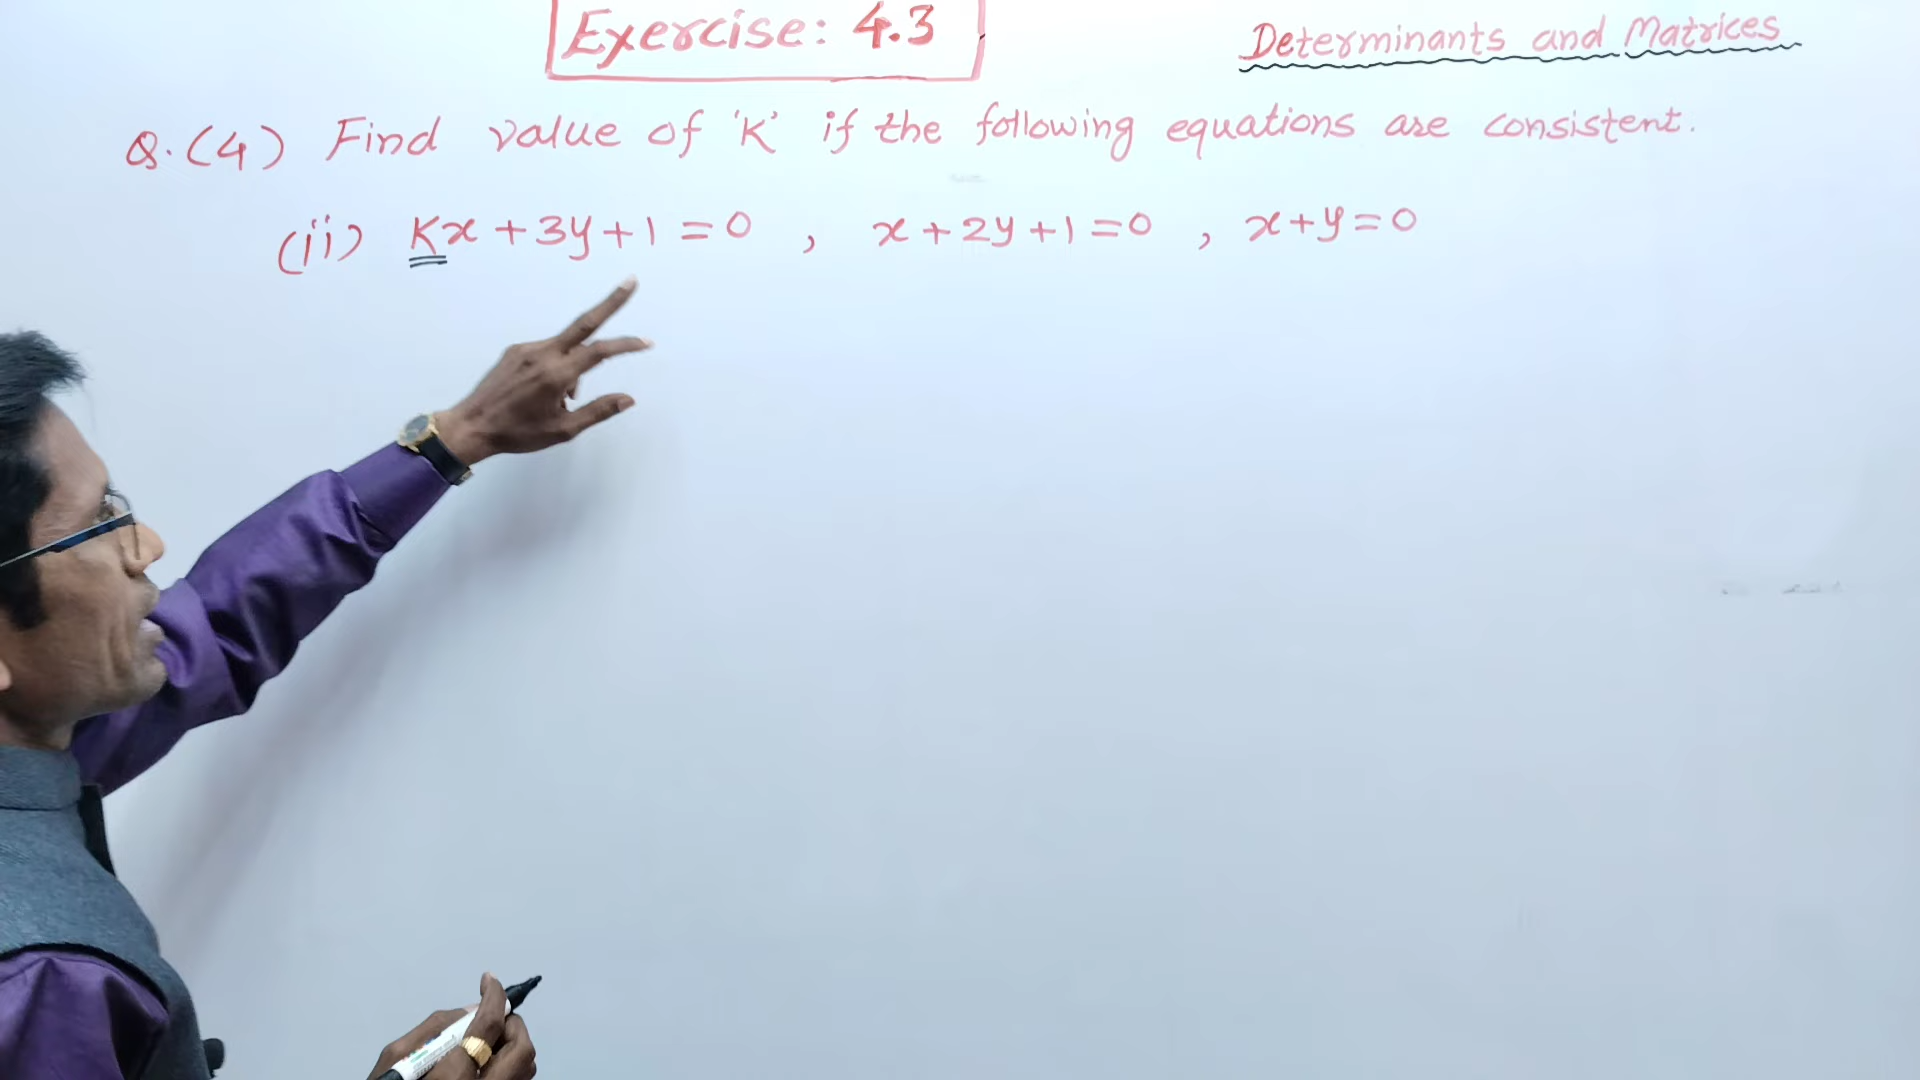 Exercise: 4.3
Determinants and Matrices
Q.(4) Find value of 'K' if the following equations are consistent.
(ii) Kx + 3y + 1 = 0 , x + 2y + 1 = 0 , x + y = 0